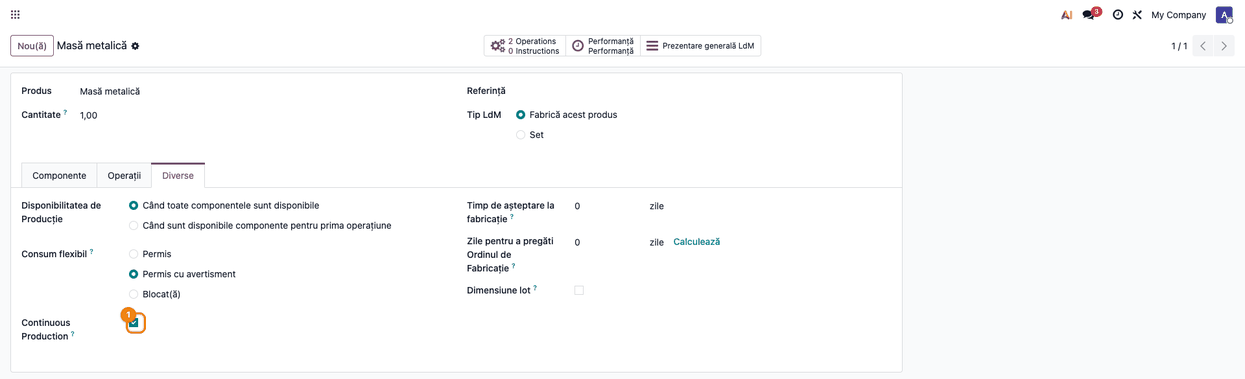 AI 3 My Company A
Nou(ă) Masă metalică 2 Operations Performanță Prezentare generală LdM 1 / 1
0 Instructions Performanță
Produs Masă metalică Referință
Cantitate ? 1,00 Tip LdM Fabrică acest produs
Set
Componente Operații Diverse
Disponibilitatea de Când toate componentele sunt disponibile Timp de așteptare la 0 zile
Producție Când sunt disponibile componente pentru prima operațiune fabricație ?
Consum flexibil ? Permis Zile pentru a pregăti 0 zile Calculează
Ordinul de
Permis cu avertisment Fabricație ?
Blocat(ă) Dimensiune lot ?
1
Continuous
Production ?